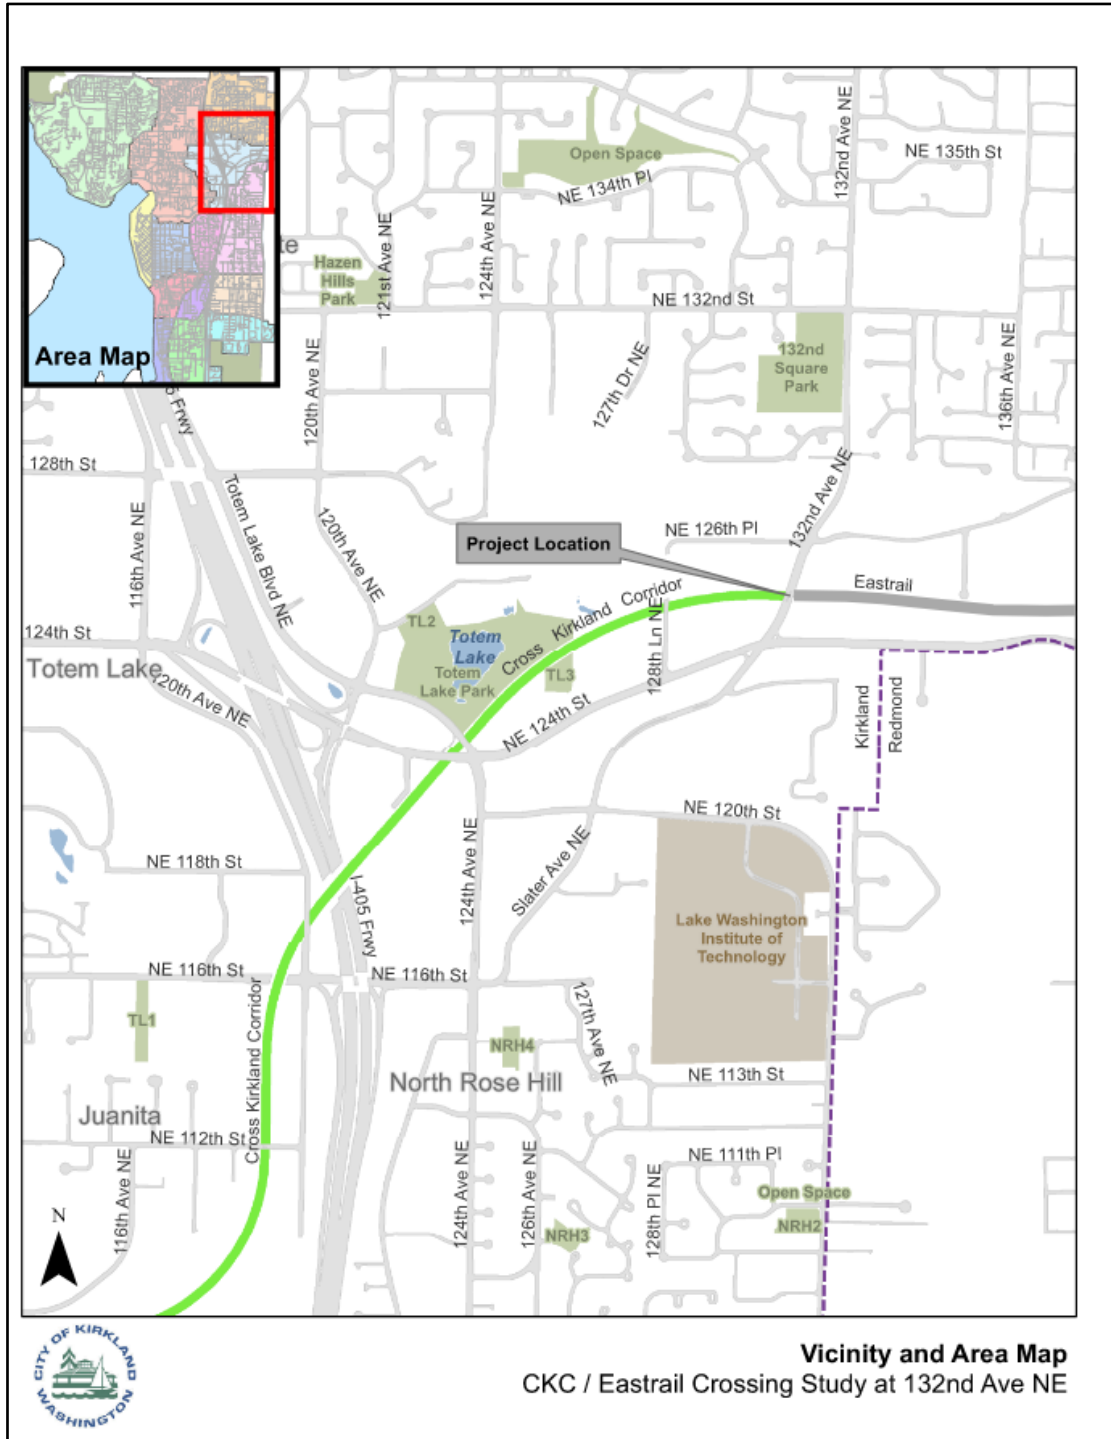 Area Map
Open Space
NE 134th Pl
132nd Ave NE
NE 135th St
124th Ave NE
121st Ave NE
te
Hazen
Hills
Park
NE 132nd St
132nd
Square
Park
136th Ave NE
120th Ave NE
127th Dr NE
5 Frwy
128th St
Totem Lake Blvd NE
116th Ave NE
120th Ave NE
132nd Ave NE
NE 126th Pl
Project Location
Eastrail
Cross Kirkland Corridor
128th Ln NE
TL2
Totem
Lake
Totem
Lake Park
TL3
124th St
Totem Lake
120th Ave NE
NE 124th St
Kirkland
Redmond
NE 120th St
124th Ave NE
Slater Ave NE
NE 118th St
I-405 Frwy
Lake Washington
Institute of
Technology
NE 116th St
NE 116th St
127th Ave NE
TL1
Cross Kirkland Corridor
NRH4
North Rose Hill
NE 113th St
Juanita
NE 112th St
116th Ave NE
124th Ave NE
126th Ave NE
128th Pl NE
NE 111th Pl
Open Space
NRH2
NRH3
N
CITY OF KIRKLAND
WASHINGTON
Vicinity and Area Map
CKC / Eastrail Crossing Study at 132nd Ave NE